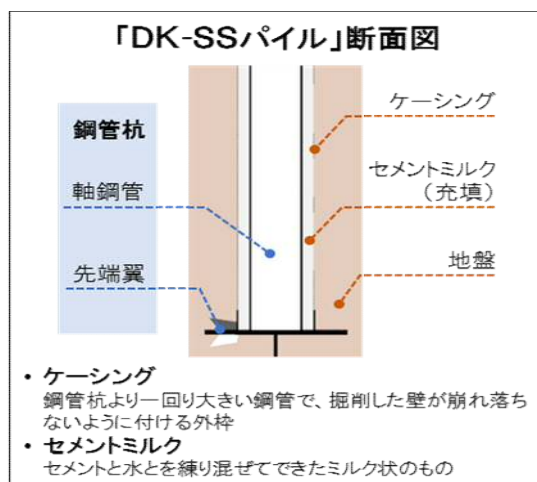 「DK-SSパイル」断面図
鋼管杭
軸鋼管
先端翼
ケーシング
セメントミルク
(充填)
地盤
• ケーシング
鋼管杭より一回り大きい鋼管で、掘削した壁が崩れ落ち
ないように付ける外枠
• セメントミルク
セメントと水とを練り混ぜてできたミルク状のもの